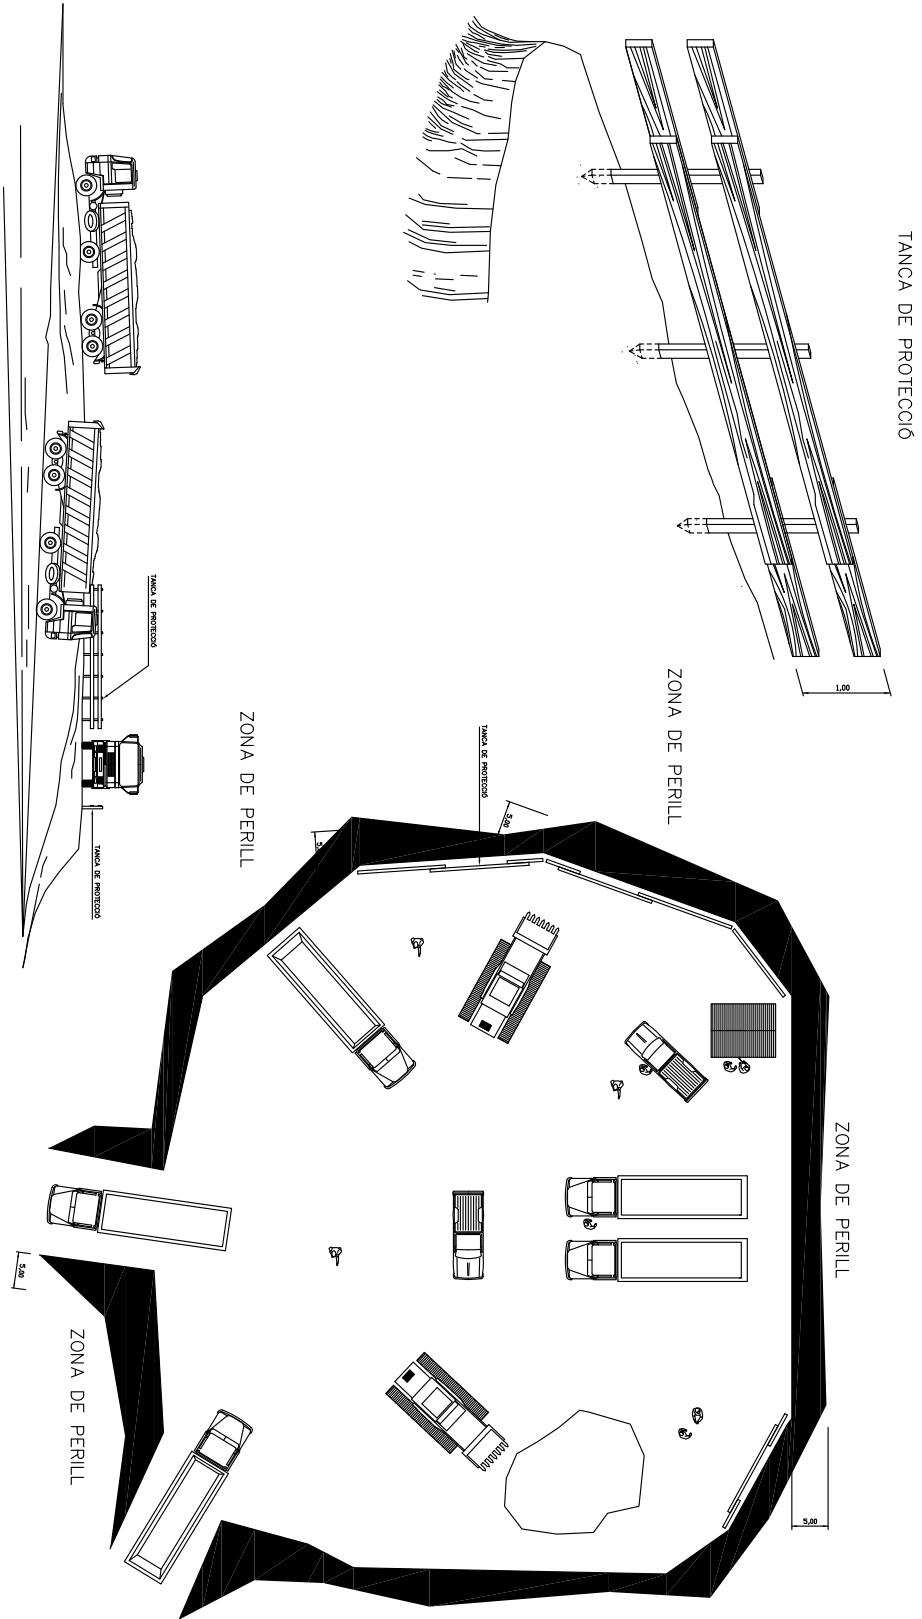 TANCA DE PROTECCIÓ
1,00
ZONA DE PERILL
TANCA DE PROTECCIÓ
ZONA DE PERILL
TANCA DE PROTECCIÓ
TANCA DE PROTECCIÓ
5,00
ZONA DE PERILL
5,00
ZONA DE PERILL
5,00